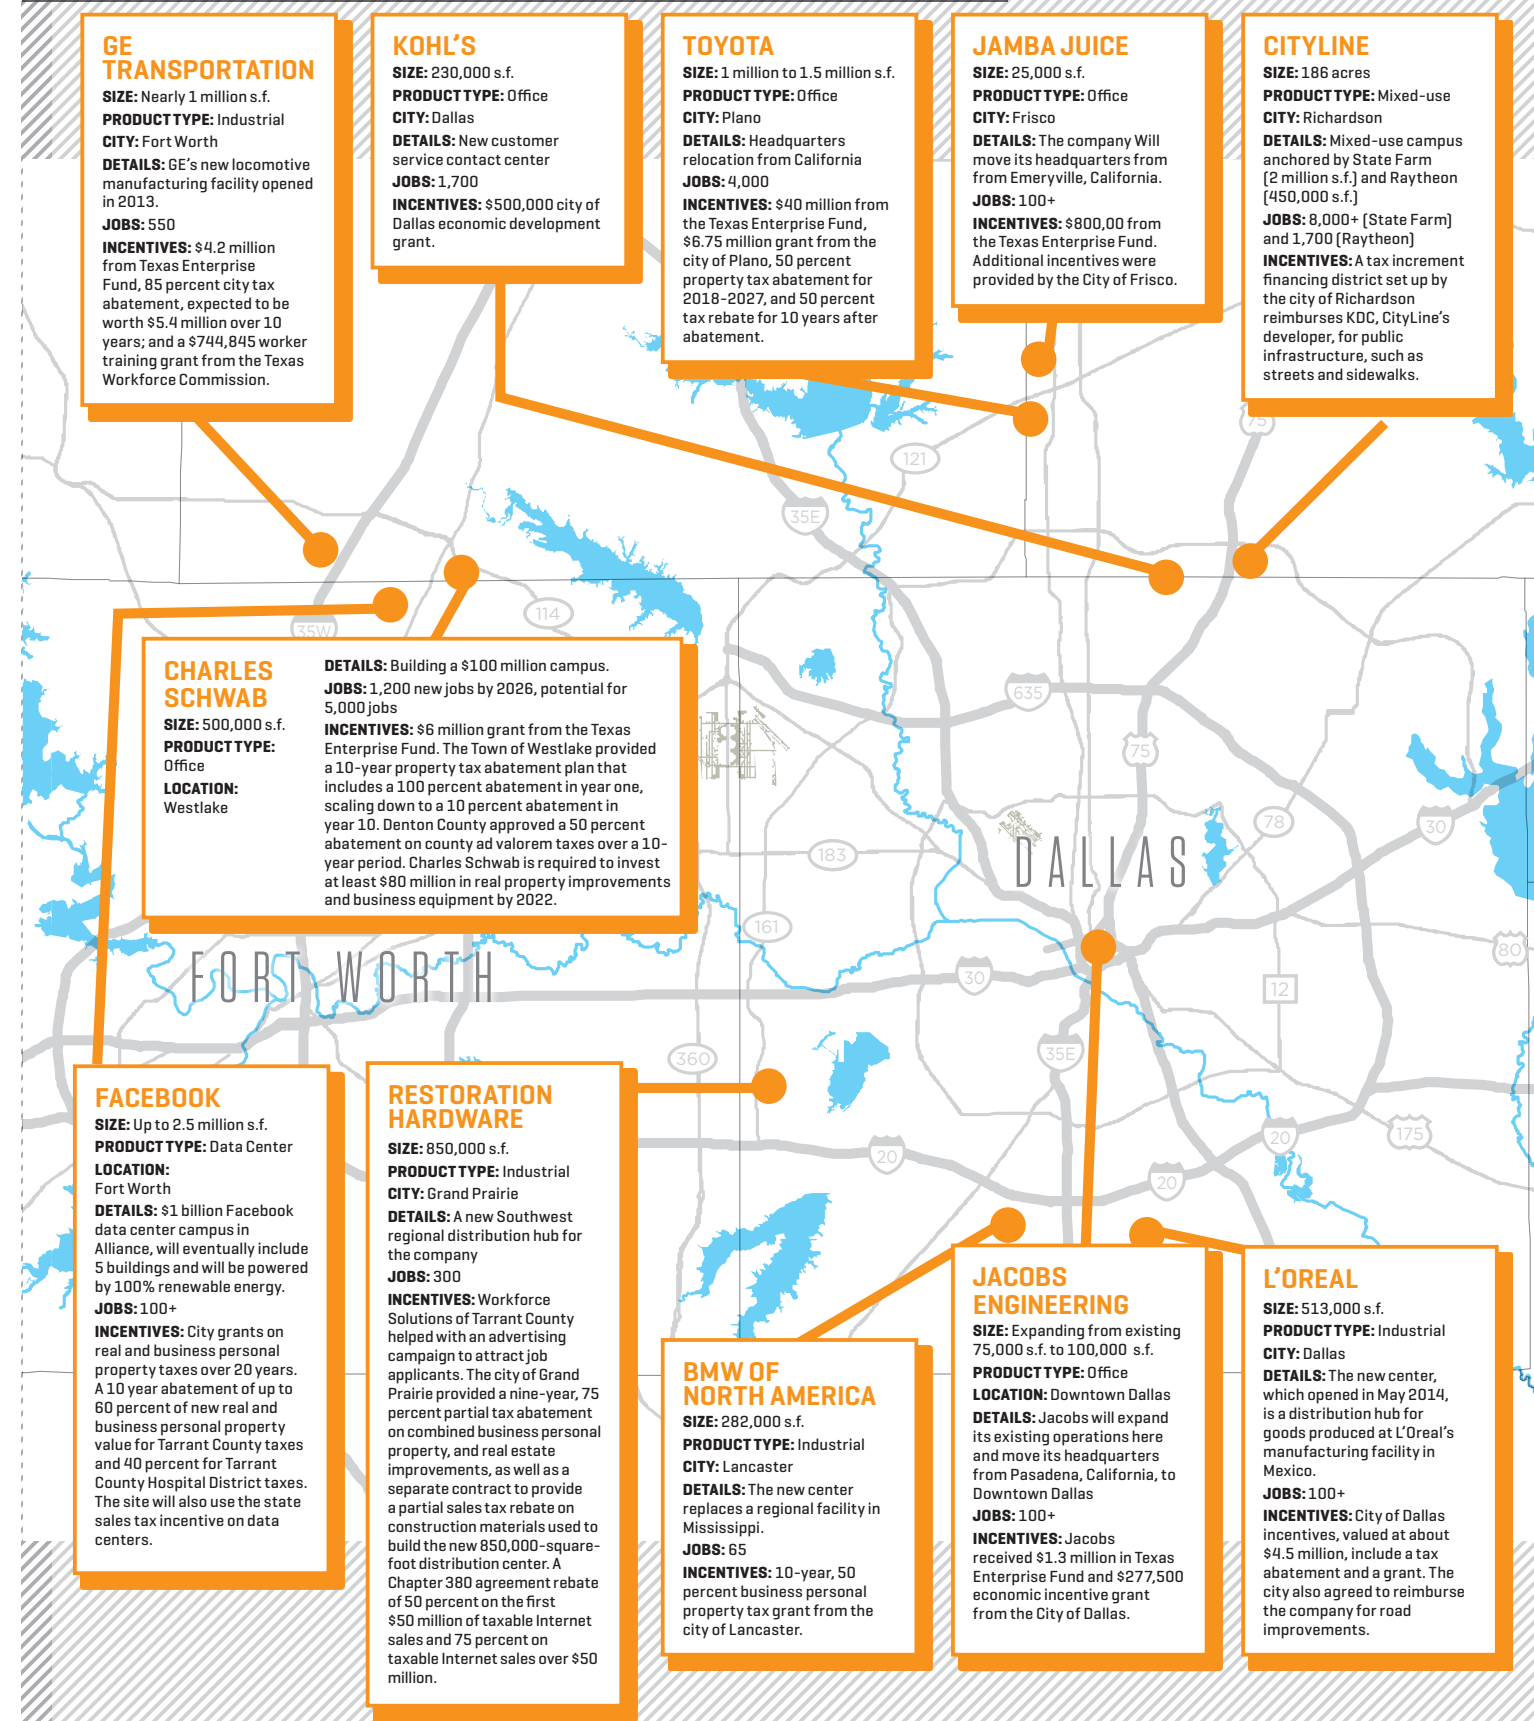 GE
TRANSPORTATION
SIZE: Nearly 1 million s.f.
PRODUCT TYPE: Industrial
CITY: Fort Worth
DETAILS: GE's new locomotive
manufacturing facility opened
in 2013.
JOBS: 550
INCENTIVES: $4.2 million
from Texas Enterprise
Fund, 85 percent city tax
abatement, expected to be
worth $5.4 million over 10
years; and a $744,845 worker
training grant from the Texas
Workforce Commission.
KOHL'S
SIZE: 230,000 s.f.
PRODUCT TYPE: Office
CITY: Dallas
DETAILS: New customer
service contact center
JOBS: 1,700
INCENTIVES: $500,000 city of
Dallas economic development
grant.
TOYOTA
SIZE: 1 million to 1.5 million s.f.
PRODUCT TYPE: Office
CITY: Plano
DETAILS: Headquarters
relocation from California
JOBS: 4,000
INCENTIVES: $40 million from
the Texas Enterprise Fund,
$6.75 million grant from the
city of Plano, 50 percent
property tax abatement for
2018-2027, and 50 percent
tax rebate for 10 years after
abatement.
JAMBA JUICE
SIZE: 25,000 s.f.
PRODUCT TYPE: Office
CITY: Frisco
DETAILS: The company Will
move its headquarters from
from Emeryville, California.
JOBS: 100+
INCENTIVES: $800,00 from
the Texas Enterprise Fund.
Additional incentives were
provided by the City of Frisco.
CITYLINE
SIZE: 186 acres
PRODUCT TYPE: Mixed-use
CITY: Richardson
DETAILS: Mixed-use campus
anchored by State Farm
(2 million s.f.) and Raytheon
(450,000 s.f.)
JOBS: 8,000+ (State Farm)
and 1,700 (Raytheon)
INCENTIVES: A tax increment
financing district set up by
the city of Richardson
reimburses KDC, CityLine's
developer, for public
infrastructure, such as
streets and sidewalks.
75
121
35E
114
35W
CHARLES
SCHWAB
SIZE: 500,000 s.f.
PRODUCT TYPE:
Office
LOCATION:
Westlake
DETAILS: Building a $100 million campus.
JOBS: 1,200 new jobs by 2026, potential for
5,000 jobs
INCENTIVES: $6 million grant from the Texas
Enterprise Fund. The Town of Westlake provided
a 10-year property tax abatement plan that
includes a 100 percent abatement in year one,
scaling down to a 10 percent abatement in
year 10. Denton County approved a 50 percent
abatement on county ad valorem taxes over a 10-
year period. Charles Schwab is required to invest
at least $80 million in real property improvements
and business equipment by 2022.
635
75
78
30
183
DALLAS
161
80
FORT WORTH
30
12
360
35E
20
20
175
20
FACEBOOK
SIZE: Up to 2.5 million s.f.
PRODUCT TYPE: Data Center
LOCATION:
Fort Worth
DETAILS: $1 billion Facebook
data center campus in
Alliance, will eventually include
5 buildings and will be powered
by 100% renewable energy.
JOBS: 100+
INCENTIVES: City grants on
real and business personal
property taxes over 20 years.
A 10 year abatement of up to
60 percent of new real and
business personal property
value for Tarrant County taxes
and 40 percent for Tarrant
County Hospital District taxes.
The site will also use the state
sales tax incentive on data
centers.
RESTORATION
HARDWARE
SIZE: 850,000 s.f.
PRODUCT TYPE: Industrial
CITY: Grand Prairie
DETAILS: A new Southwest
regional distribution hub for
the company
JOBS: 300
INCENTIVES: Workforce
Solutions of Tarrant County
helped with an advertising
campaign to attract job
applicants. The city of Grand
Prairie provided a nine-year, 75
percent partial tax abatement
on combined business personal
property, and real estate
improvements, as well as a
separate contract to provide
a partial sales tax rebate on
construction materials used to
build the new 850,000-square-
foot distribution center. A
Chapter 380 agreement rebate
of 50 percent on the first
$50 million of taxable Internet
sales and 75 percent on
taxable Internet sales over $50
million.
BMW OF
NORTH AMERICA
SIZE: 282,000 s.f.
PRODUCT TYPE: Industrial
CITY: Lancaster
DETAILS: The new center
replaces a regional facility in
Mississippi.
JOBS: 65
INCENTIVES: 10-year, 50
percent business personal
property tax grant from the
city of Lancaster.
JACOBS
ENGINEERING
SIZE: Expanding from existing
75,000 s.f. to 100,000 s.f.
PRODUCT TYPE: Office
LOCATION: Downtown Dallas
DETAILS: Jacobs will expand
its existing operations here
and move its headquarters
from Pasadena, California, to
Downtown Dallas
JOBS: 100+
INCENTIVES: Jacobs
received $1.3 million in Texas
Enterprise Fund and $277,500
economic incentive grant
from the City of Dallas.
L'OREAL
SIZE: 513,000 s.f.
PRODUCT TYPE: Industrial
CITY: Dallas
DETAILS: The new center,
which opened in May 2014,
is a distribution hub for
goods produced at L'Oreal's
manufacturing facility in
Mexico.
JOBS: 100+
INCENTIVES: City of Dallas
incentives, valued at about
$4.5 million, include a tax
abatement and a grant. The
city also agreed to reimburse
the company for road
improvements.